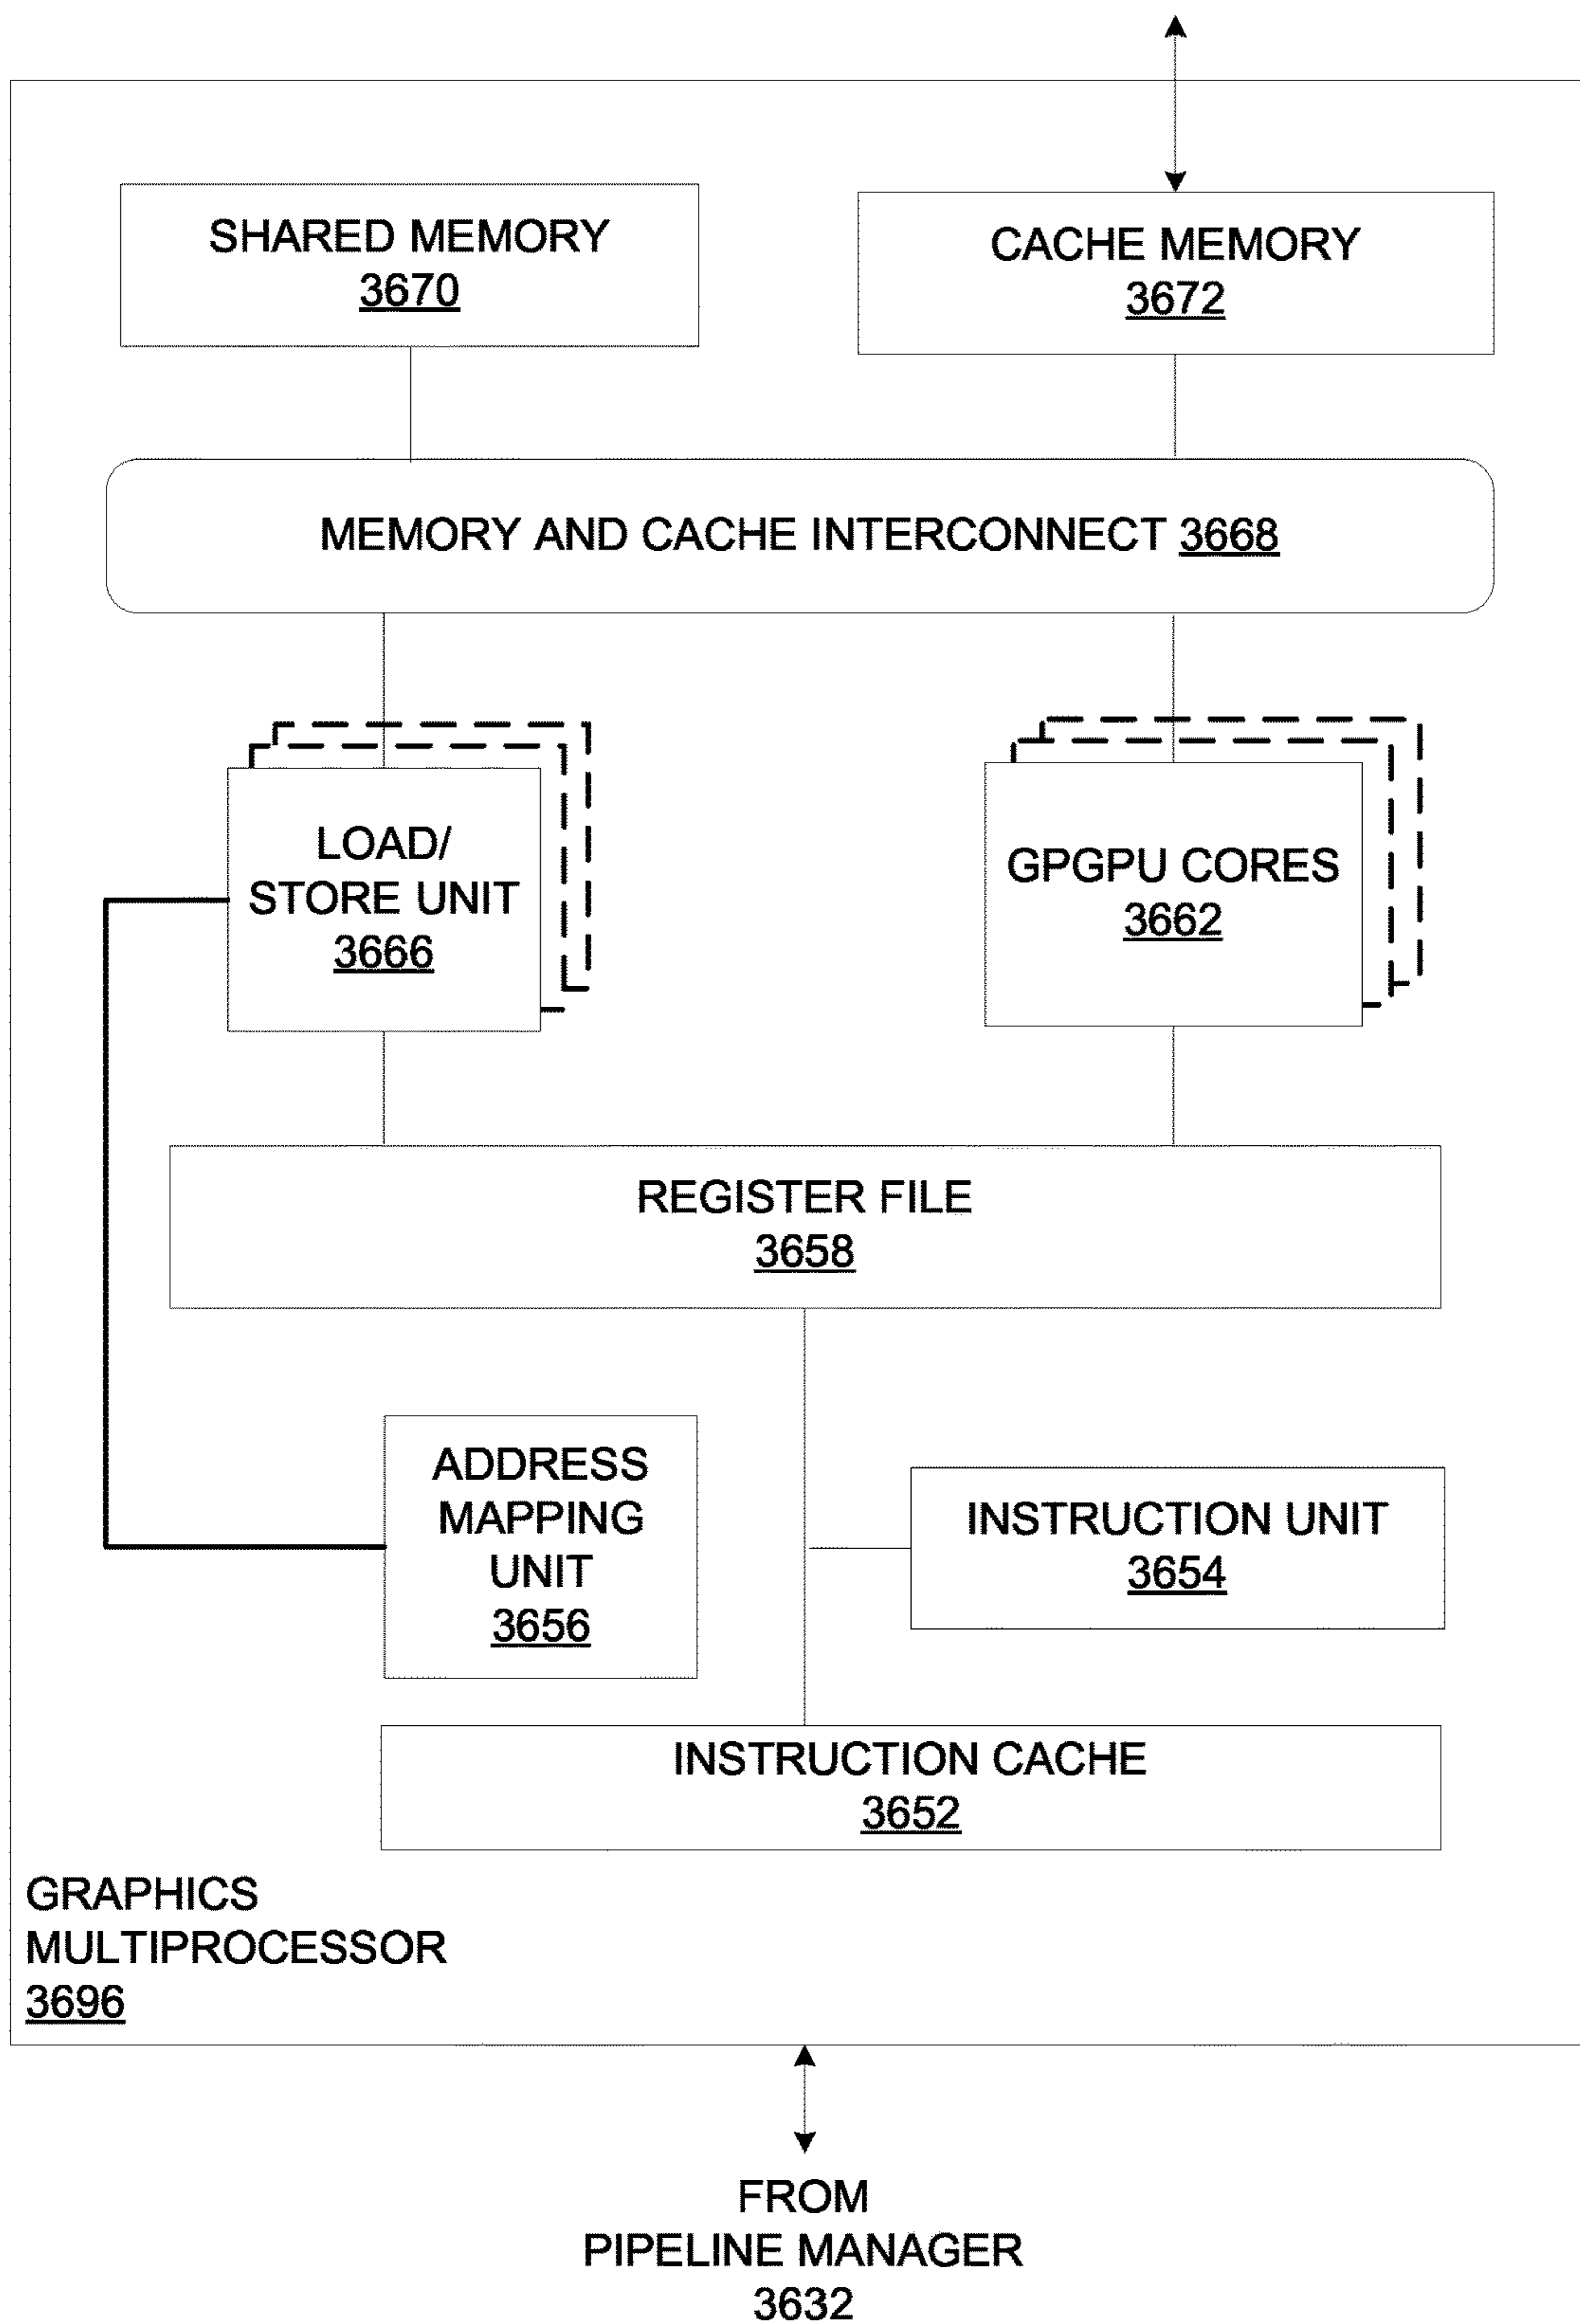 SHARED MEMORY
3670
CACHE MEMORY
3672
MEMORY AND CACHE INTERCONNECT 3668
LOAD/
STORE UNIT
3666
GPGPU CORES
3662
REGISTER FILE
3658
ADDRESS
MAPPING
UNIT
3656
INSTRUCTION UNIT
3654
INSTRUCTION CACHE
3652
GRAPHICS
MULTIPROCESSOR
3696
FROM
PIPELINE MANAGER
3632